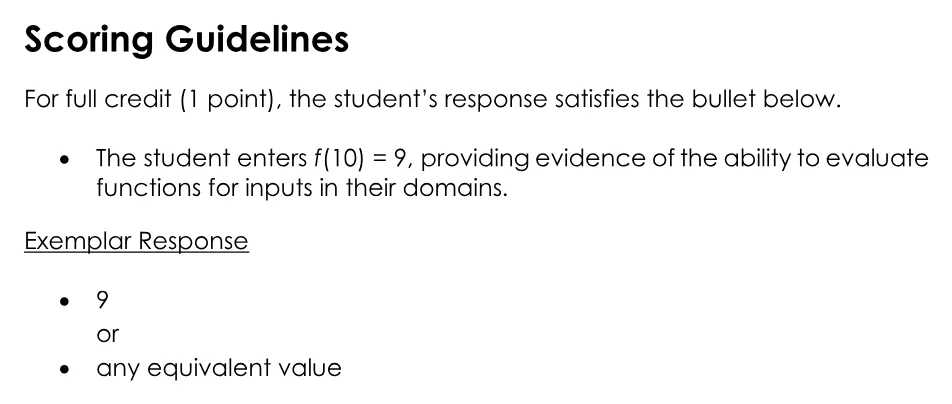 Scoring Guidelines
For full credit (1 point), the student’s response satisfies the bullet below.
• The student enters f(10) = 9, providing evidence of the ability to evaluate
functions for inputs in their domains.
Exemplar Response
• 9
or
• any equivalent value